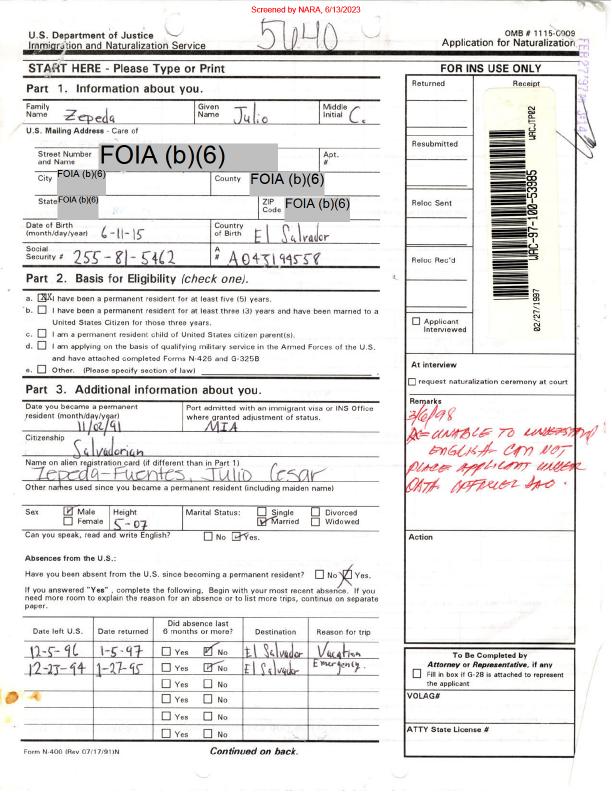 Screened by NARA, 6/13/2023
U.S. Department of Justice
Immigration and Naturalization Service
5640
OMB # 1115-0009
Application for Naturalization
START HERE - Please Type or Print
Part 1. Information about you.
Family Name Zepeda Given Name Julio Middle Initial C.
U.S. Mailing Address - Care of
Street Number and Name FOIA (b)(6) Apt. #
City FOIA (b)(6) County FOIA (b)(6)
State FOIA (b)(6) ZIP Code FOIA (b)(6)
Date of Birth (month/day/year) 6-11-15 Country of Birth El Salvador
Social Security # 255-81-5462 A # A043194558
Part 2. Basis for Eligibility (check one).
a. I have been a permanent resident for at least five (5) years.
b. I have been a permanent resident for at least three (3) years and have been married to a
United States Citizen for those three years.
c. I am a permanent resident child of United States citizen parent(s).
d. I am applying on the basis of qualifying military service in the Armed Forces of the U.S.
and have attached completed Forms N-426 and G-325B
e. Other. (Please specify section of law)
Part 3. Additional information about you.
Date you became a permanent resident (month/day/year) 11/02/91
Port admitted with an immigrant visa or INS Office where granted adjustment of status. MIA
Citizenship
Salvadorian
Name on alien registration card (if different than in Part 1)
Zepeda-Fuentes, Julio Cesar
Other names used since you became a permanent resident (including maiden name)
Sex Male Female Height 5-07 Marital Status: Single Married Divorced Widowed
Can you speak, read and write English? No Yes.
Absences from the U.S.:
Have you been absent from the U.S. since becoming a permanent resident? No Yes.
If you answered "Yes", complete the following, Begin with your most recent absence. If you
need more room to explain the reason for an absence or to list more trips, continue on separate
paper.
Date left U.S. Date returned Did absence last 6 months or more? Destination Reason for trip
12-5-96 1-5-97 Yes No El Salvador Vacation
12-23-94 1-27-95 Yes No El Salvador Emergency.
Yes No
Yes No
Yes No
Yes No
Form N-400 (Rev 07/17/91)N
Continued on back.
FOR INS USE ONLY
Returned
Receipt
Resubmitted
Reloc Sent
Reloc Rec'd
WAC-97-100-53985
02/27/1997
Applicant Interviewed
At interview
request naturalization ceremony at court
Remarks
3/6/98
UNABLE TO UNDERSTAND
ENGLISH CAN NOT
PLACE APPLICANT UNDER
OATH
Action
To Be Completed by
Attorney or Representative, if any
Fill in box if G-28 is attached to represent
the applicant
VOLAG#
ATTY State License #